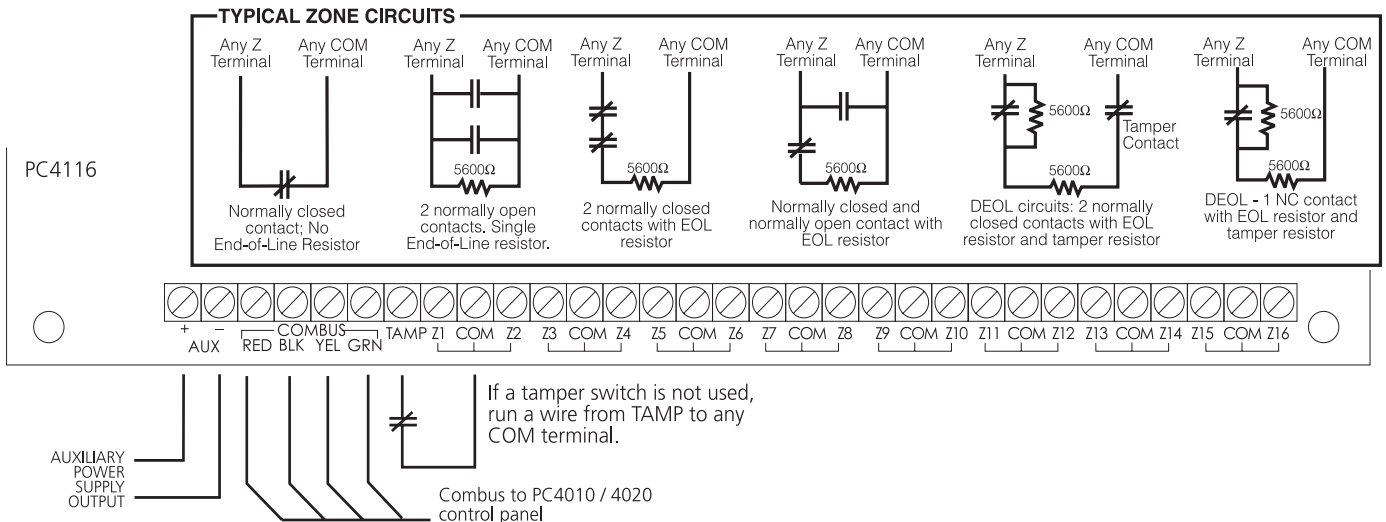 TYPICAL ZONE CIRCUITS
Any Z
Terminal
Any COM
Terminal
Any Z
Terminal
Any COM
Terminal
Any Z
Terminal
Any COM
Terminal
Any Z
Terminal
Any COM
Terminal
Any Z
Terminal
Any COM
Terminal
Any Z
Terminal
Any COM
Terminal
5600Ω
5600Ω
5600Ω
5600Ω
Tamper
Contact
5600Ω
5600Ω
5600Ω
Normally closed
contact; No
End-of-Line Resistor
2 normally open
contacts. Single
End-of-Line resistor.
2 normally closed
contacts with EOL
resistor
Normally closed and
normally open contact with
EOL resistor
DEOL circuits: 2 normally
closed contacts with EOL
resistor and tamper resistor
DEOL - 1 NC contact
with EOL resistor and
tamper resistor
PC4116
+ –
AUX
COMBUS
RED BLK YEL GRN
TAMP Z1 COM Z2 Z3 COM Z4 Z5 COM Z6 Z7 COM Z8 Z9 COM Z10 Z11 COM Z12 Z13 COM Z14 Z15 COM Z16
If a tamper switch is not used,
run a wire from TAMP to any
COM terminal.
AUXILIARY
POWER
SUPPLY
OUTPUT
Combus to PC4010 / 4020
control panel